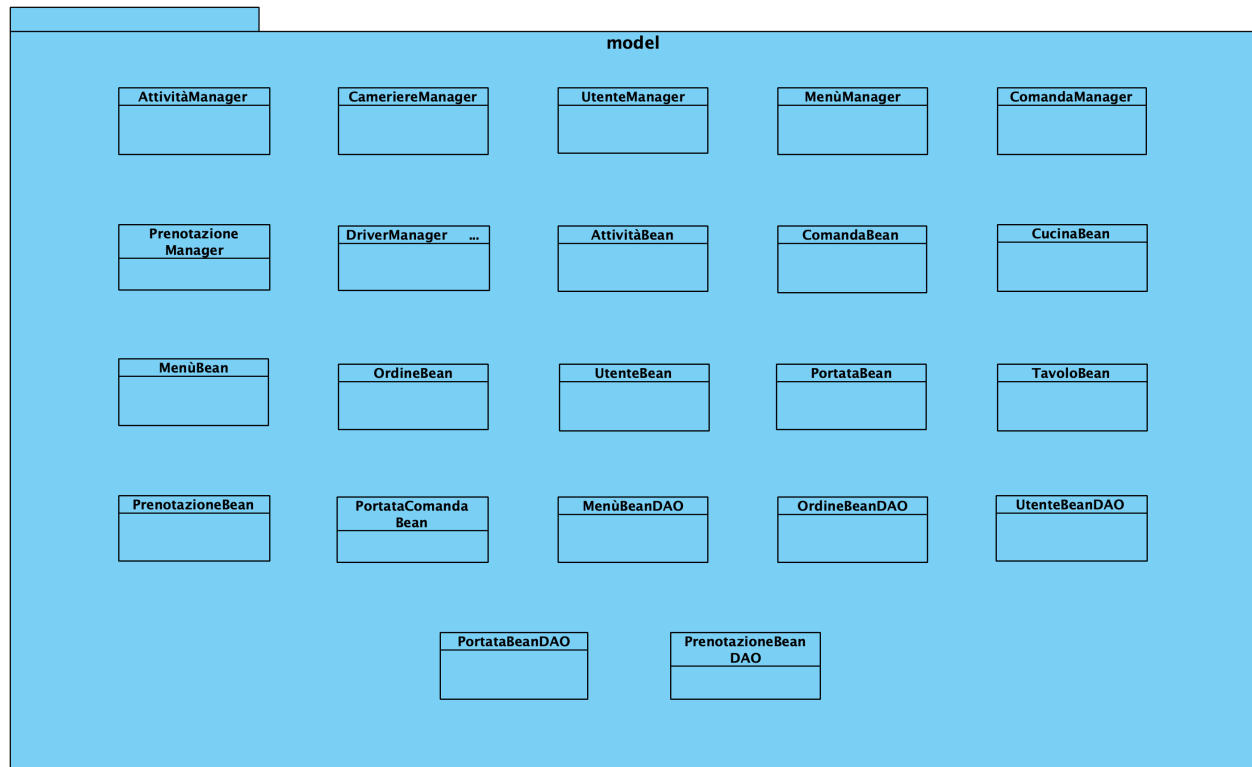 model
AttivitàManager
CameriereManager
UtenteManager
MenùManager
ComandaManager
Prenotazione
Manager
DriverManager ...
AttivitàBean
ComandaBean
CucinaBean
MenùBean
OrdineBean
UtenteBean
PortataBean
TavoloBean
PrenotazioneBean
PortataComanda
Bean
MenùBeanDAO
OrdineBeanDAO
UtenteBeanDAO
PortataBeanDAO
PrenotazioneBean
DAO